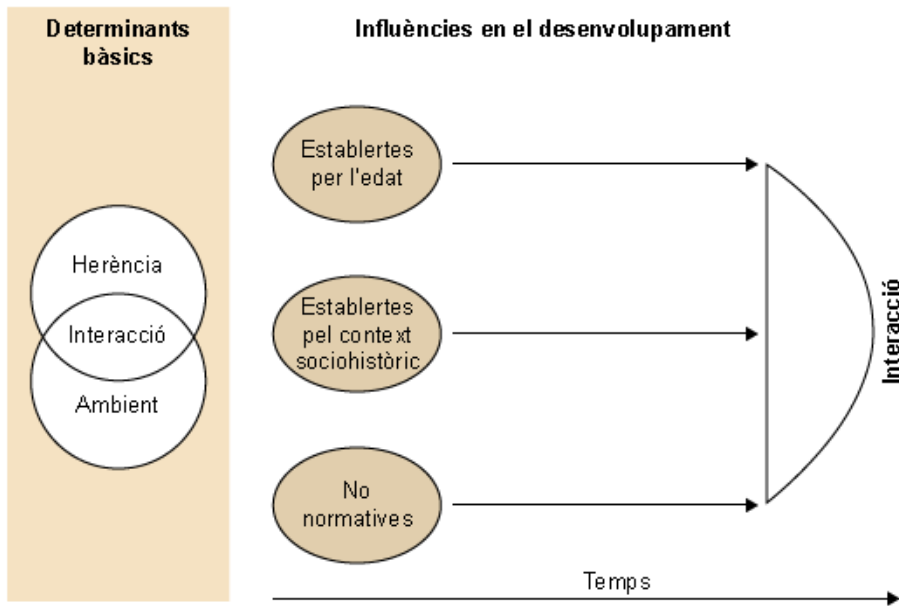 Determinants
bàsics
Influències en el desenvolupament
Herència
Interacció
Ambient
Establertes
per l'edat
Establertes
pel context
sociohistòric
No
normatives
Interacció
Temps